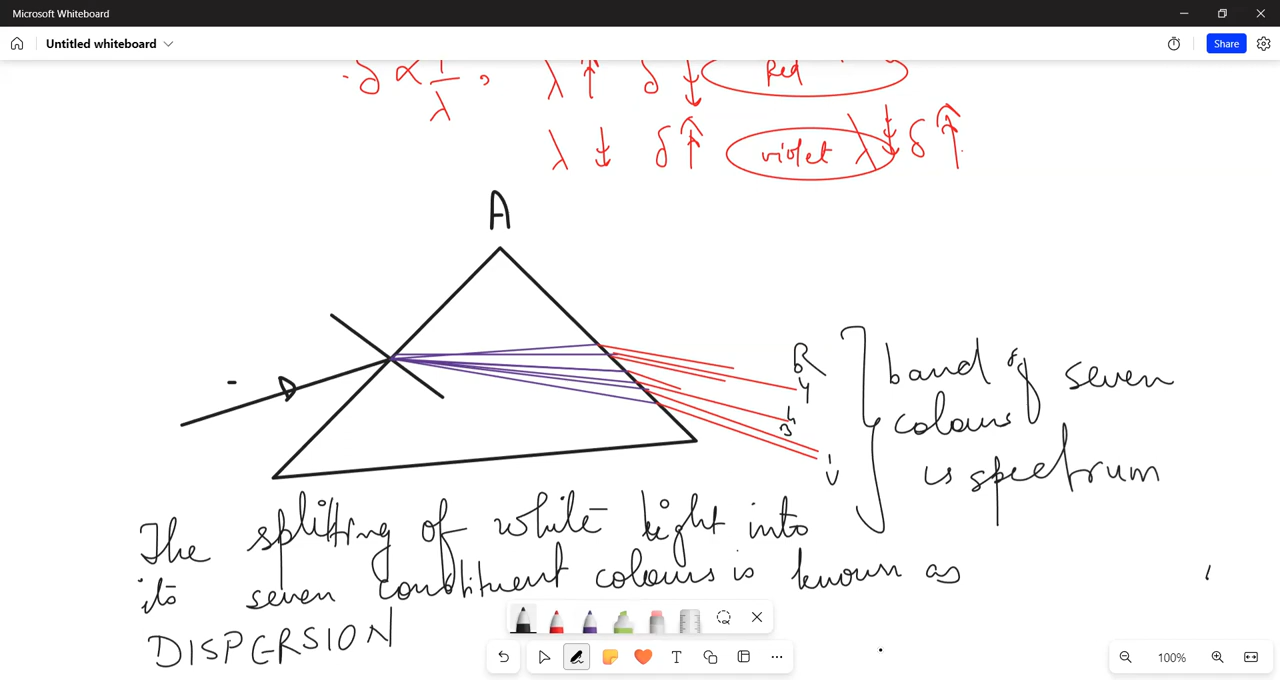 Microsoft Whiteboard
Untitled whiteboard
Share
δ ∝ 1/λ , λ ↑ δ ↓ Red
λ ↓ δ ↑ violet λ ↓ δ ↑
A
R
Y
B
V
band of seven
colours
is spectrum
The splitting of white light into
its seven constituent colours is known as
DISPERSION
100%